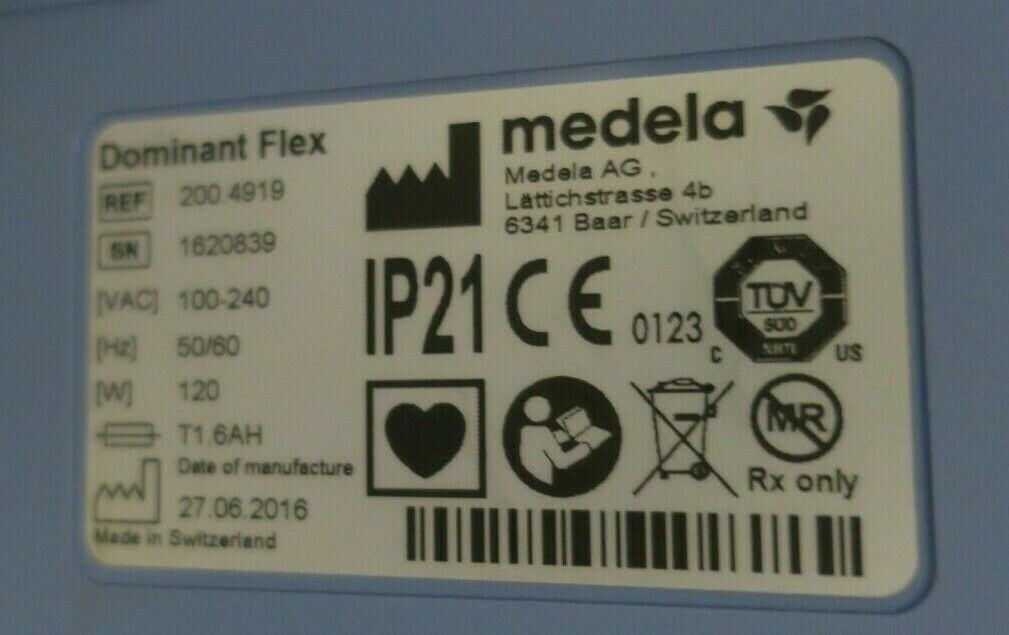 Dominant Flex
REF 200.4919
SN 1620839
[VAC] 100-240
[Hz] 50/60
[W] 120
T1.6AH
Date of manufacture
27.06.2016
Made in Switzerland
medela
Medela AG
Lättichstrasse 4b
6341 Baar / Switzerland
IP21 CE 0123
TÜV
SÜD
C US
MR
Rx only